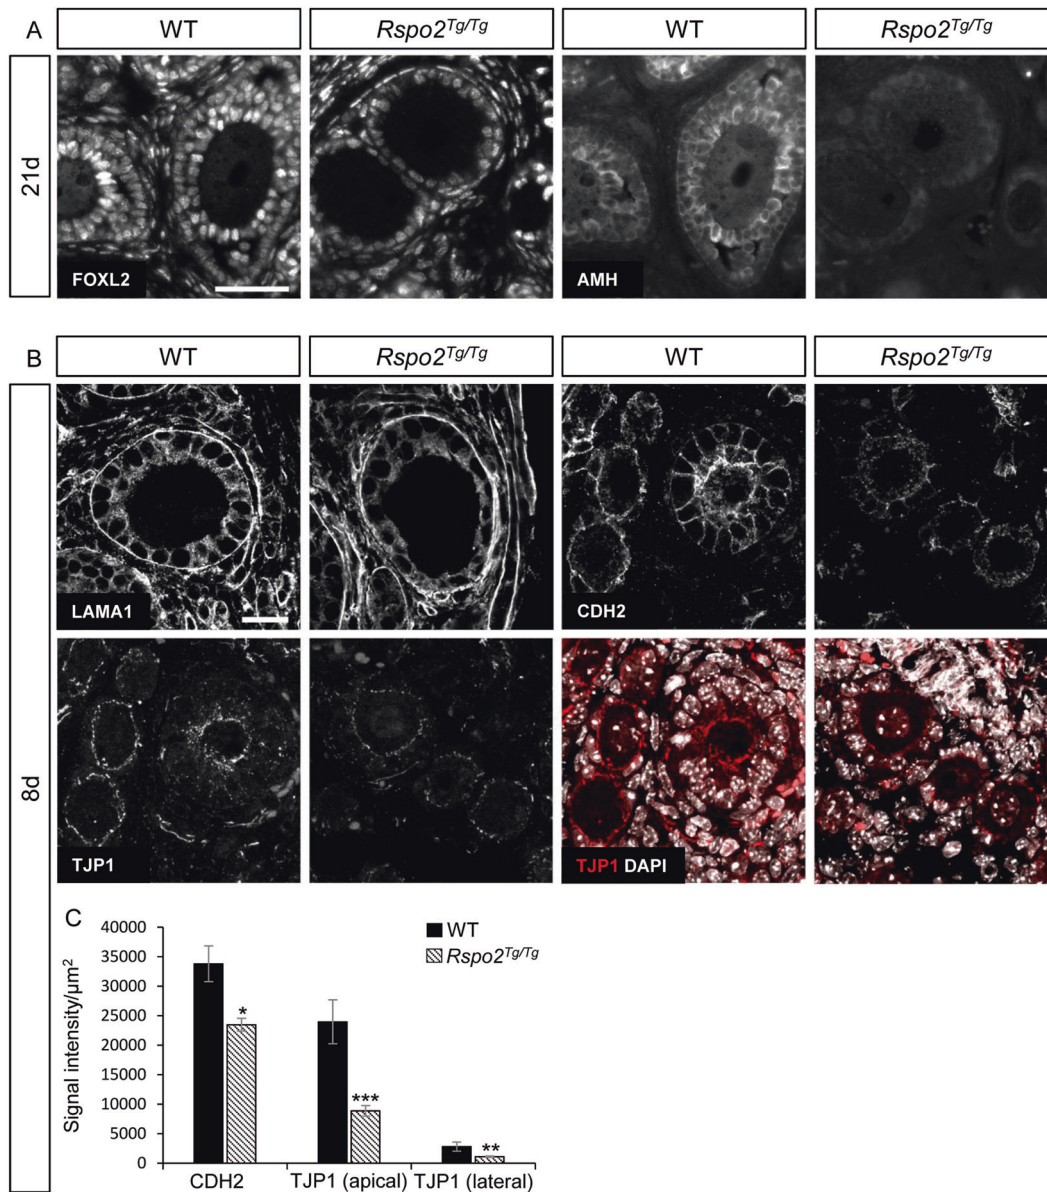 A
WT
Rspo2Tg/Tg
WT
Rspo2Tg/Tg
21d
FOXL2
AMH
B
WT
Rspo2Tg/Tg
WT
Rspo2Tg/Tg
8d
LAMA1
CDH2
TJP1
TJP1 DAPI
C
WT
Rspo2Tg/Tg
Signal intensity/µm²
40000
35000
30000
25000
20000
15000
10000
5000
0
*
***
**
CDH2
TJP1 (apical)
TJP1 (lateral)